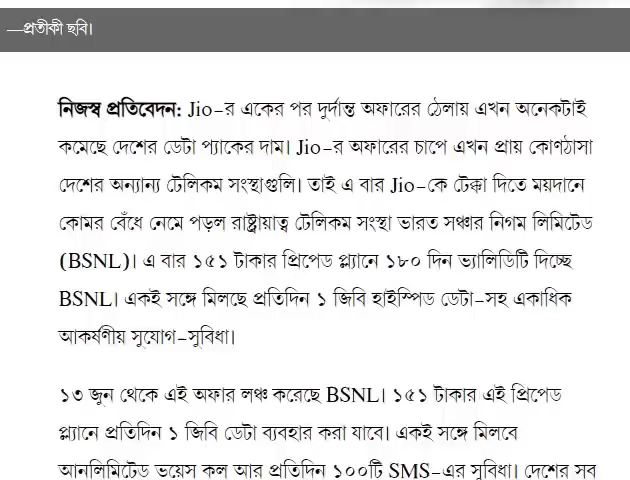 —প্রতীকী ছবি।
নিজস্ব প্রতিবেদন: Jio-র একের পর দুর্দান্ত অফারের ঠেলায় এখন অনেকটাই
কমেছে দেশের ডেটা প্যাকের দাম। Jio-র অফারের চাপে এখন প্রায় কোণঠাসা
দেশের অন্যান্য টেলিকম সংস্থাগুলি। তাই এ বার Jio-কে টেক্কা দিতে ময়দানে
কোমর বেঁধে নেমে পড়ল রাষ্ট্রায়াত্ব টেলিকম সংস্থা ভারত সঞ্চার নিগম লিমিটেড
(BSNL)। এ বার ১৫১ টাকার প্রিপেড প্ল্যানে ১৮০ দিন ভ্যালিডিটি দিচ্ছে
BSNL। একই সঙ্গে মিলছে প্রতিদিন ১ জিবি হাইস্পিড ডেটা-সহ একাধিক
আকর্ষণীয় সুযোগ-সুবিধা।
১৩ জুন থেকে এই অফার লঞ্চ করেছে BSNL। ১৫১ টাকার এই প্রিপেড
প্ল্যানে প্রতিদিন ১ জিবি ডেটা ব্যবহার করা যাবে। একই সঙ্গে মিলবে
আনলিমিটেড ভয়েস কল আর প্রতিদিন ১০০টি SMS-এর সুবিধা। দেশের সব